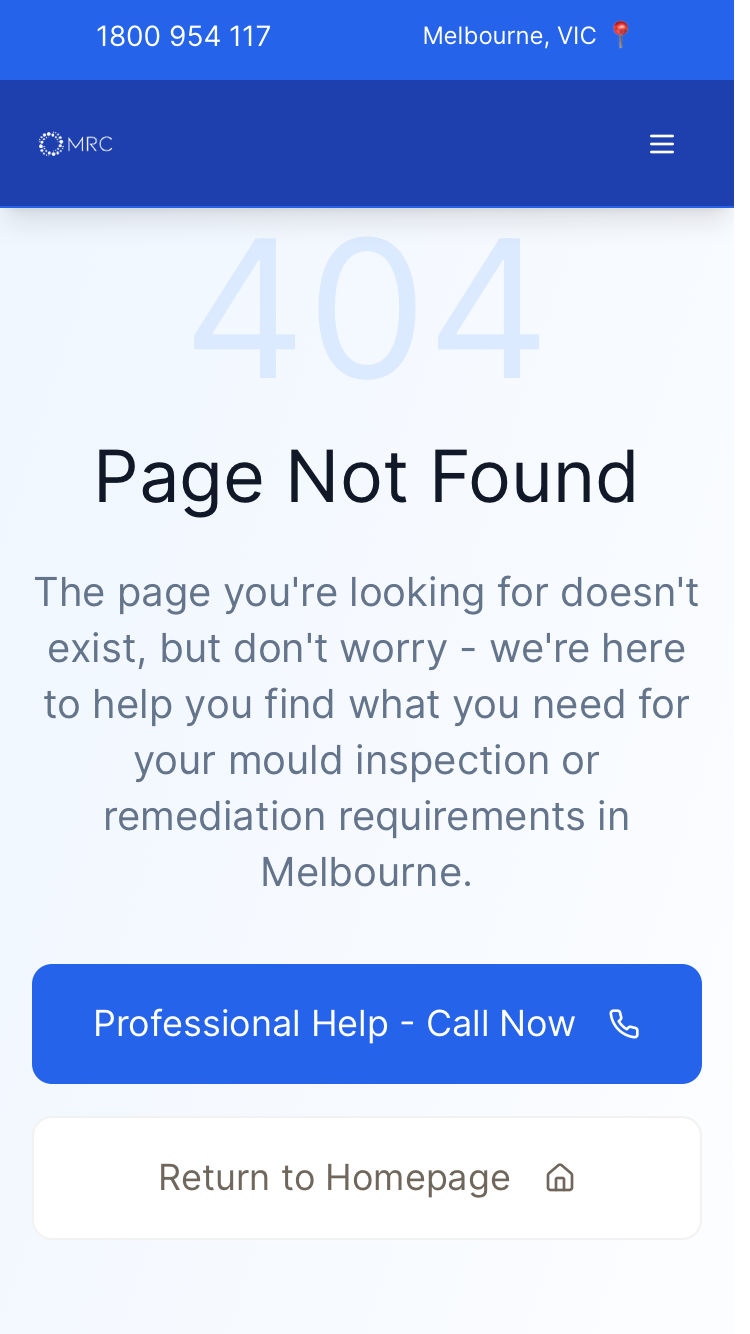 1800 954 117
Melbourne, VIC 📍
MRC
404
Page Not Found
The page you're looking for doesn't
exist, but don't worry - we're here
to help you find what you need for
your mould inspection or
remediation requirements in
Melbourne.
Professional Help - Call Now
Return to Homepage